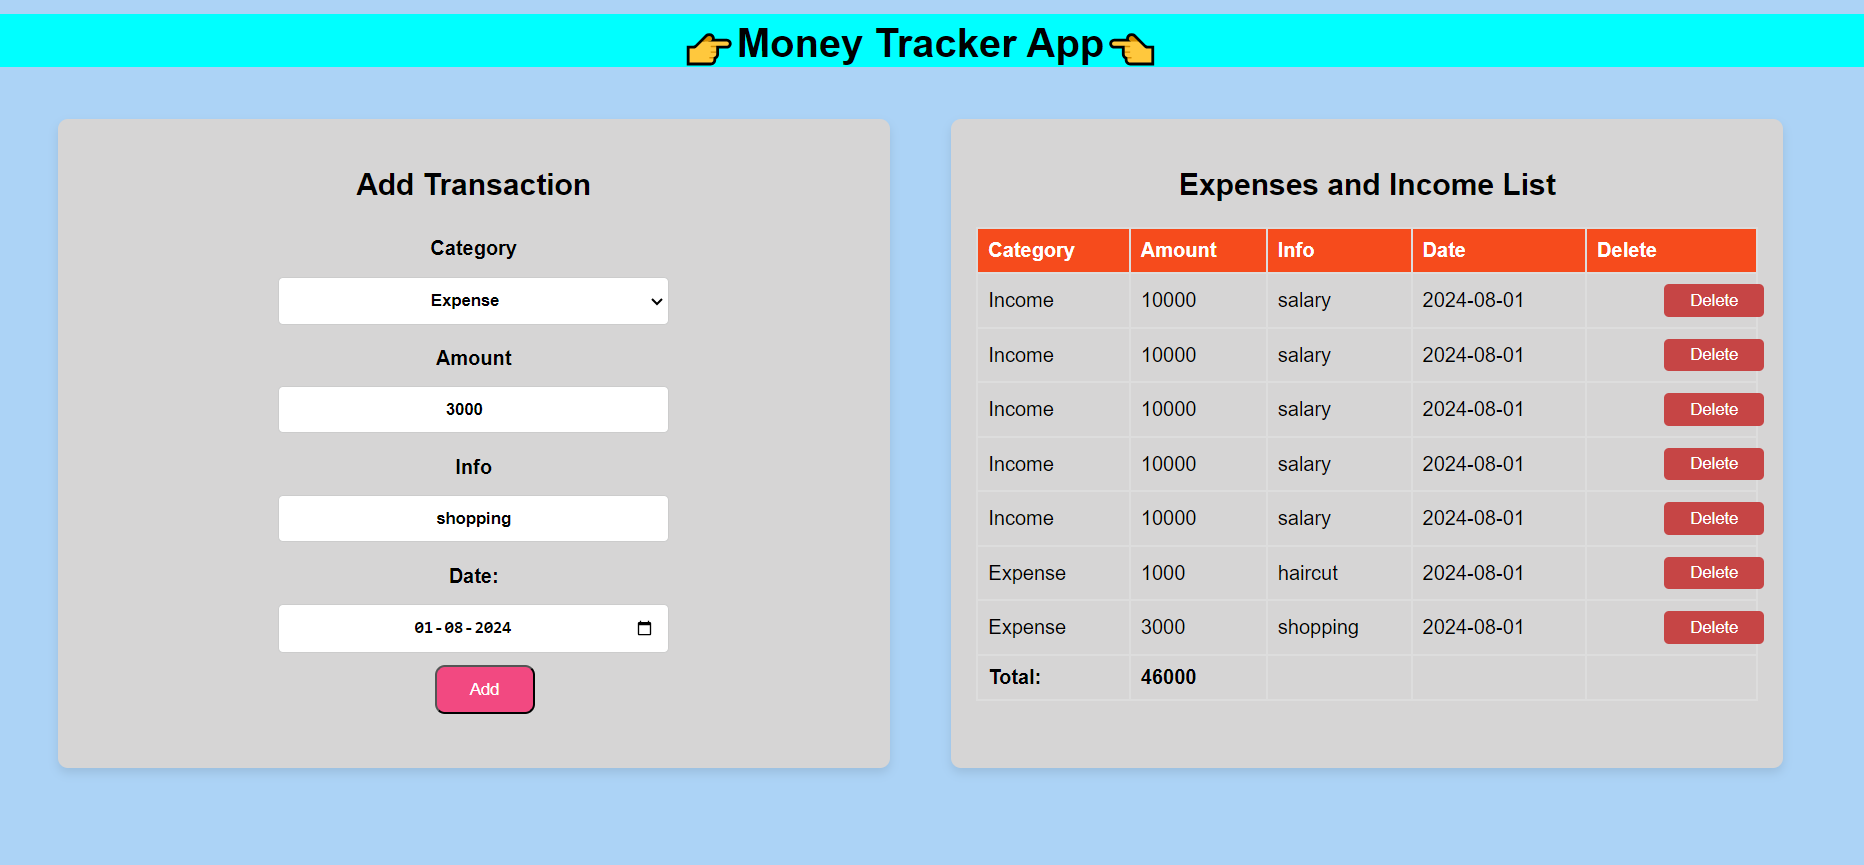 👉Money Tracker App👈
Add Transaction
Category
Expense
Amount
3000
Info
shopping
Date:
01-08-2024
Add
Expenses and Income List
Category Amount Info Date Delete
Income 10000 salary 2024-08-01 Delete
Income 10000 salary 2024-08-01 Delete
Income 10000 salary 2024-08-01 Delete
Income 10000 salary 2024-08-01 Delete
Income 10000 salary 2024-08-01 Delete
Expense 1000 haircut 2024-08-01 Delete
Expense 3000 shopping 2024-08-01 Delete
Total: 46000